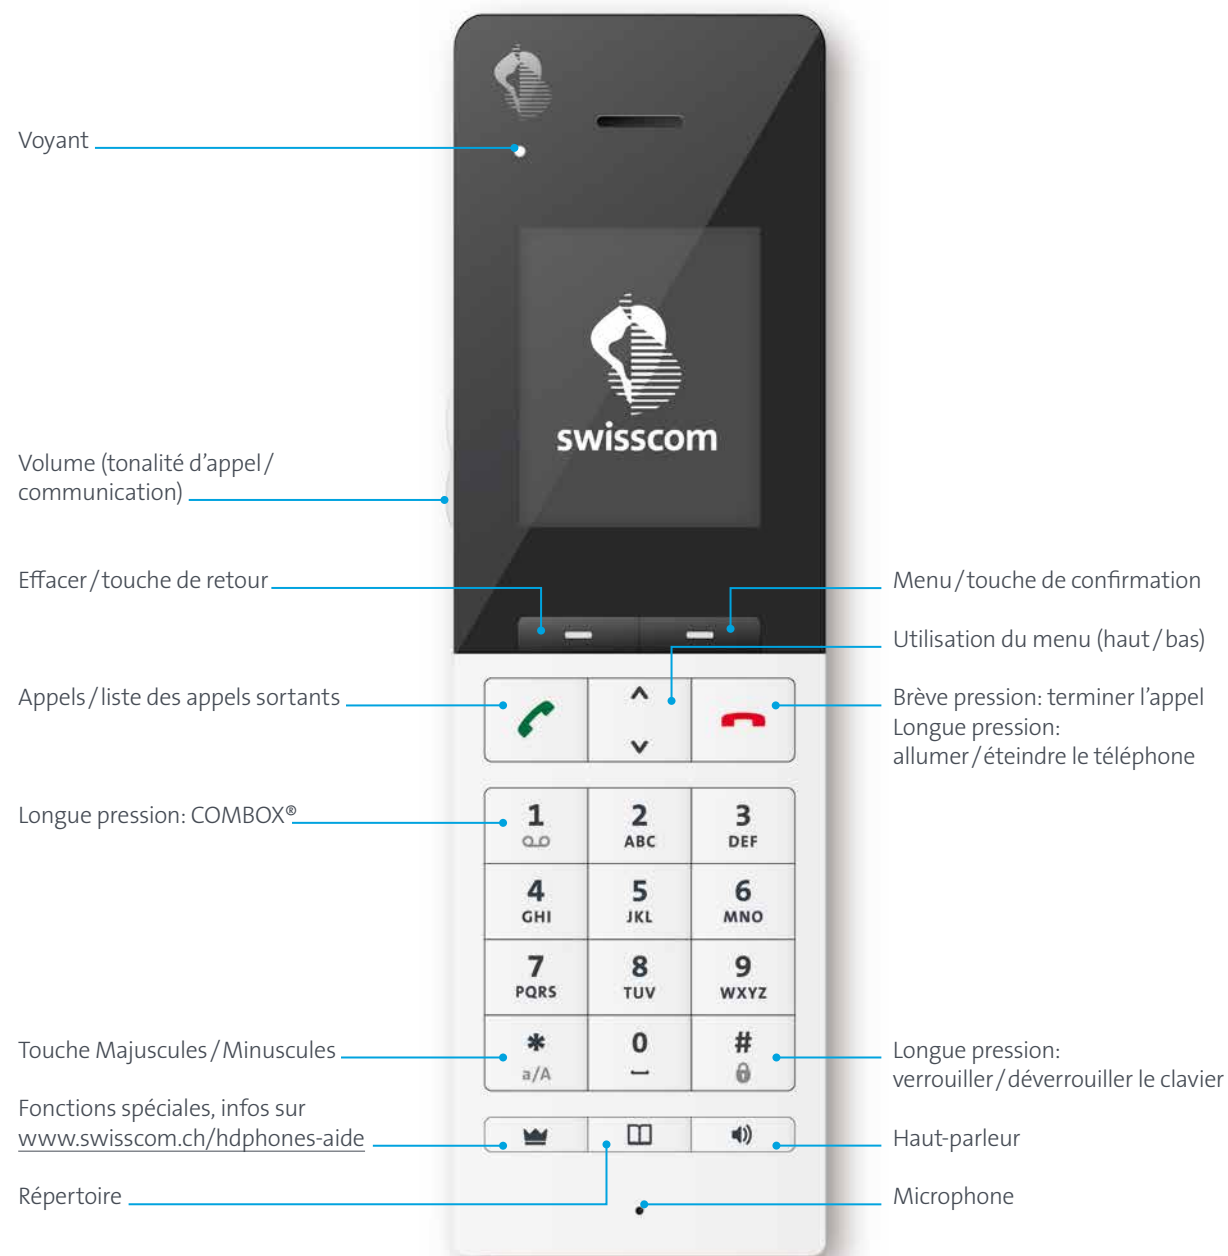 Voyant
swisscom
Volume (tonalité d'appel/
communication)
Effacer/touche de retour
Menu/touche de confirmation
Utilisation du menu (haut/bas)
Appels/liste des appels sortants
Brève pression: terminer l'appel
Longue pression:
allumer/éteindre le téléphone
Longue pression: COMBOX®
1 2 3
ABC DEF
4 5 6
GHI JKL MNO
7 8 9
PQRS TUV WXYZ
* 0 #
a/A
Touche Majuscules/Minuscules
Longue pression:
verrouiller/déverrouiller le clavier
Fonctions spéciales, infos sur
www.swisscom.ch/hdphones-aide
Haut-parleur
Répertoire
Microphone